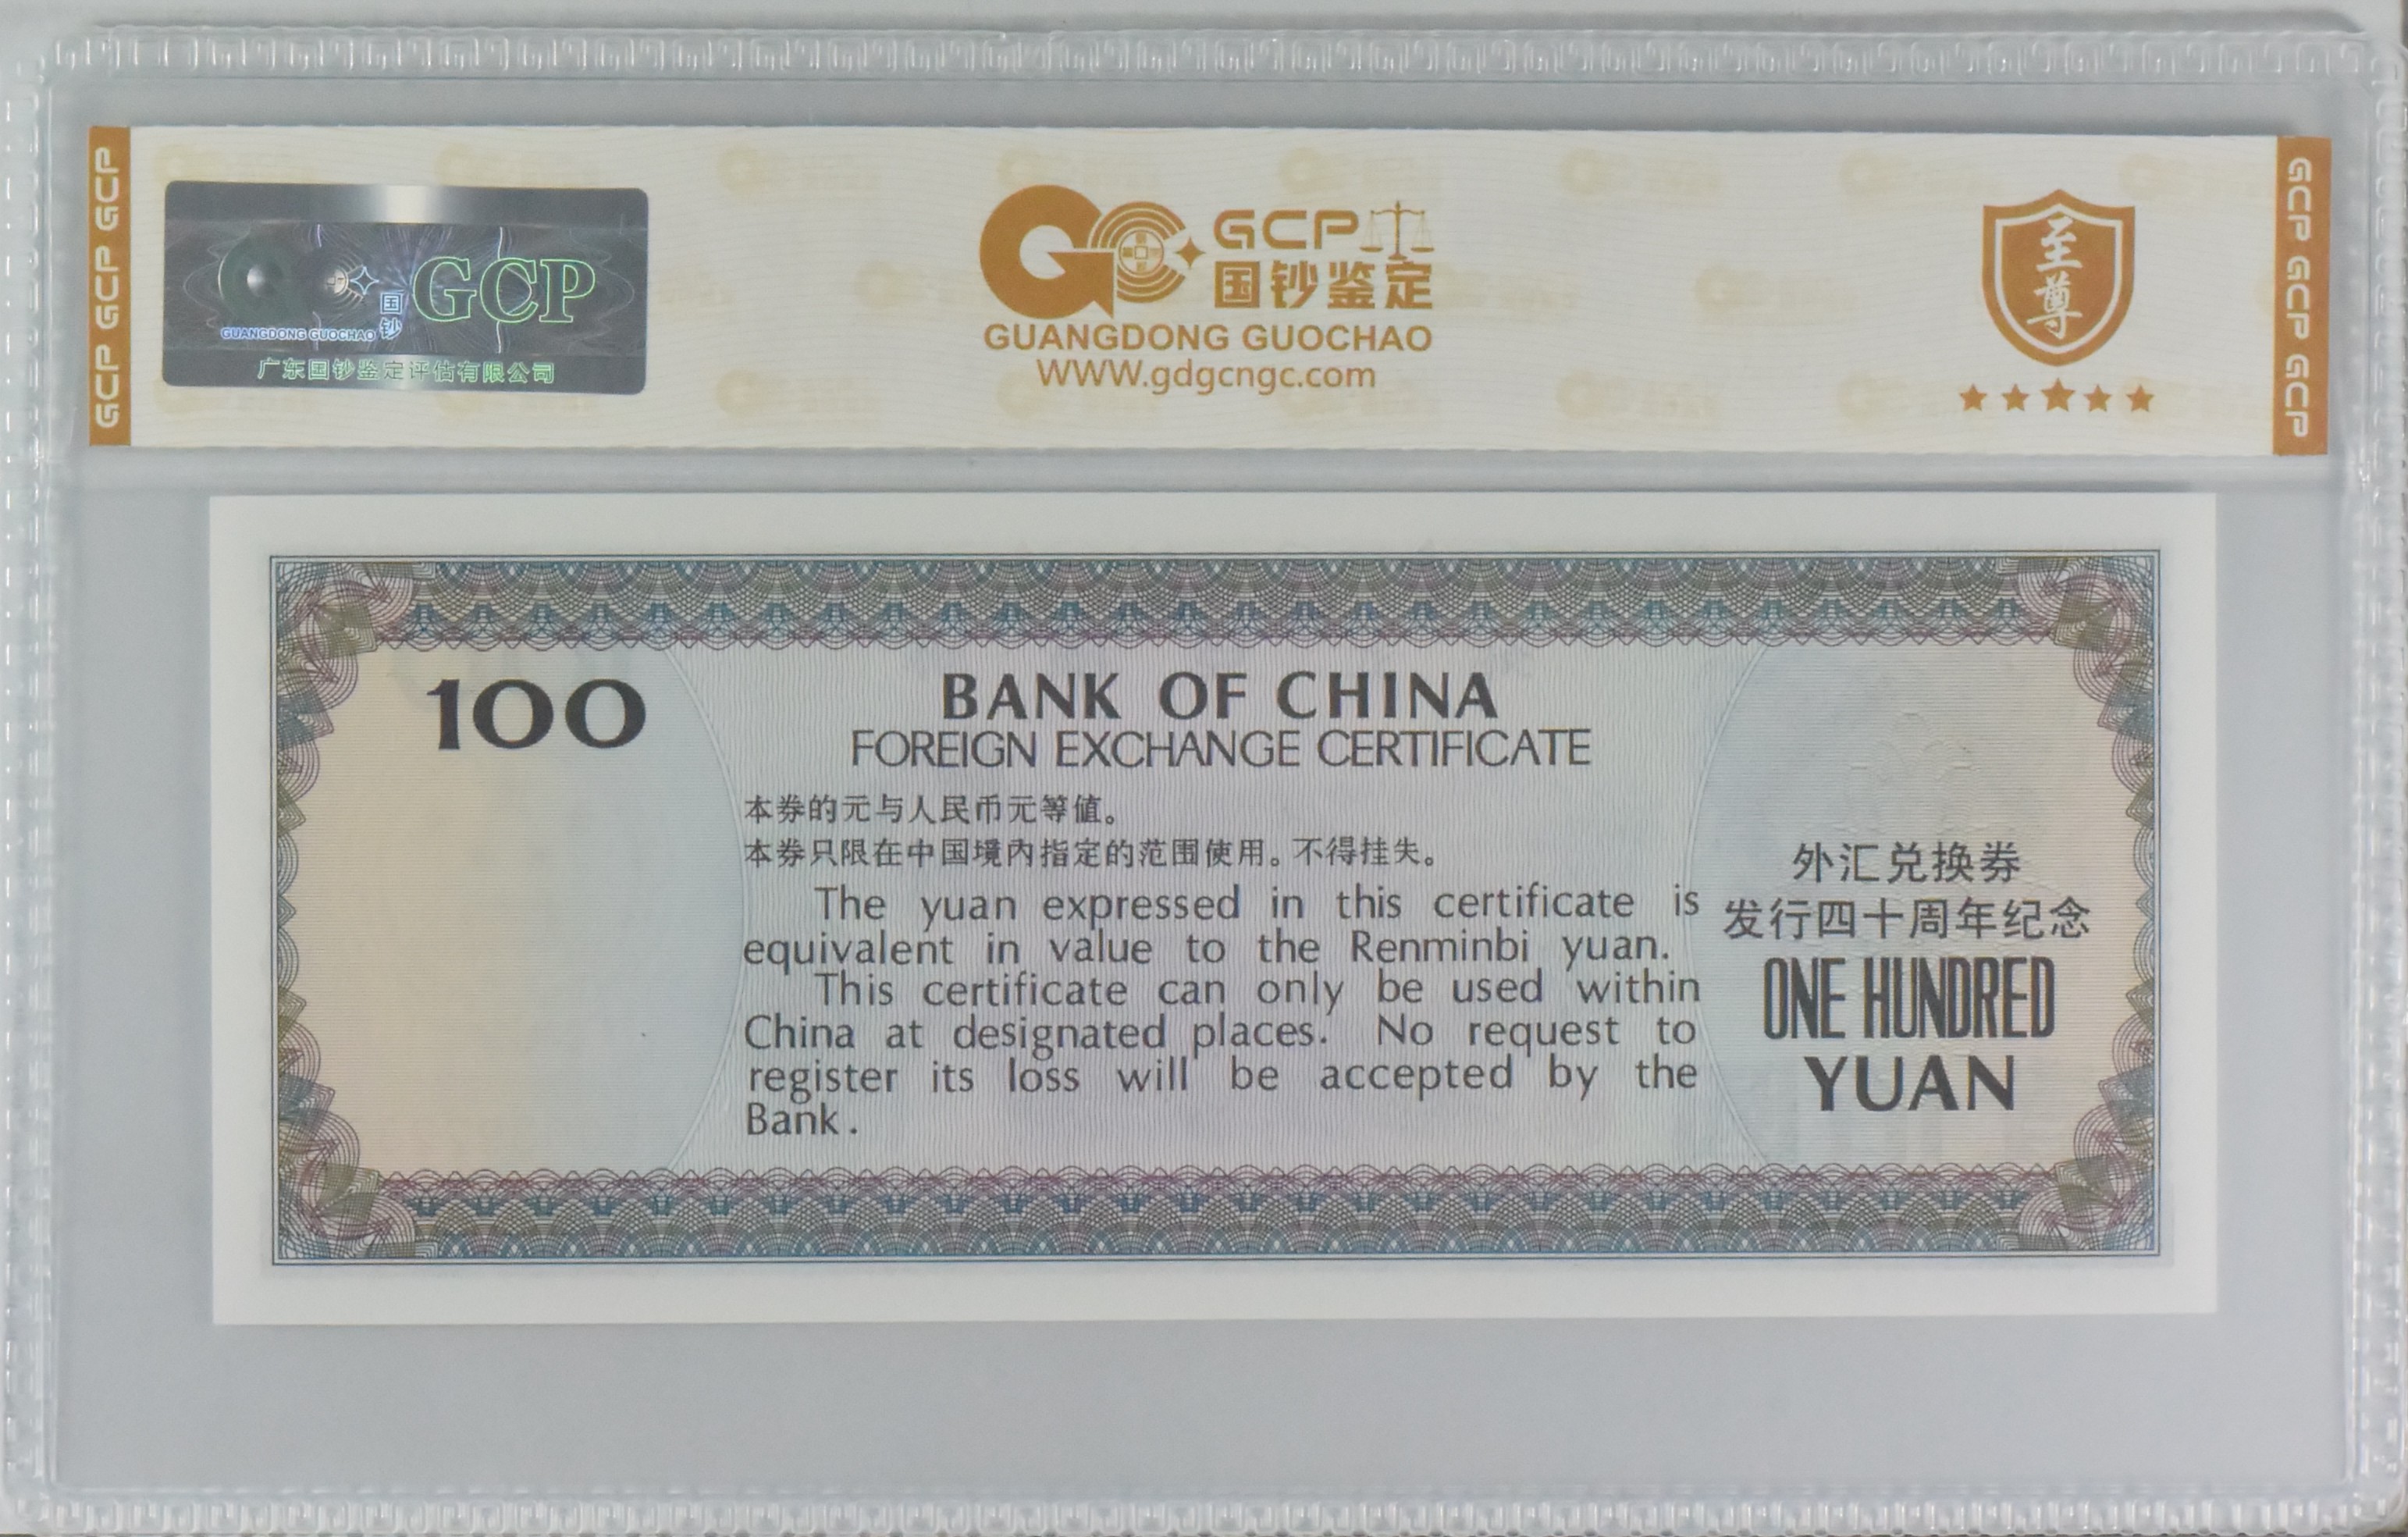 GCP GCP GCP
国钞 GCP
GUANGDONG GUOCHAO
广东国钞鉴定评估有限公司
GCP
国钞鉴定
GUANGDONG GUOCHAO
WWW.gdgcngc.com
至尊
GCP GCP GCP
100
BANK OF CHINA
FOREIGN EXCHANGE CERTIFICATE
本券的元与人民币元等值。
本券只限在中国境内指定的范围使用。不得挂失。
The yuan expressed in this certificate is
equivalent in value to the Renminbi yuan.
This certificate can only be used within
China at designated places. No request to
register its loss will be accepted by the
Bank.
外汇兑换券
发行四十周年纪念
ONE HUNDRED
YUAN